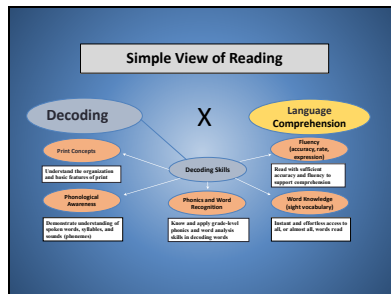 Simple View of Reading
Decoding
X
Language
Comprehension
Print Concepts
Understand the organization
and basic features of print
Decoding Skills
Fluency
(accuracy, rate,
expression)
Read with sufficient
accuracy and fluency to
support comprehension
Phonological
Awareness
Demonstrate understanding of
spoken words, syllables, and
sounds (phonemes)
Phonics and Word
Recognition
Know and apply grade-level
phonics and word analysis
skills in decoding words
Word Knowledge
(sight vocabulary)
Instant and effortless access to
all, or almost all, words read